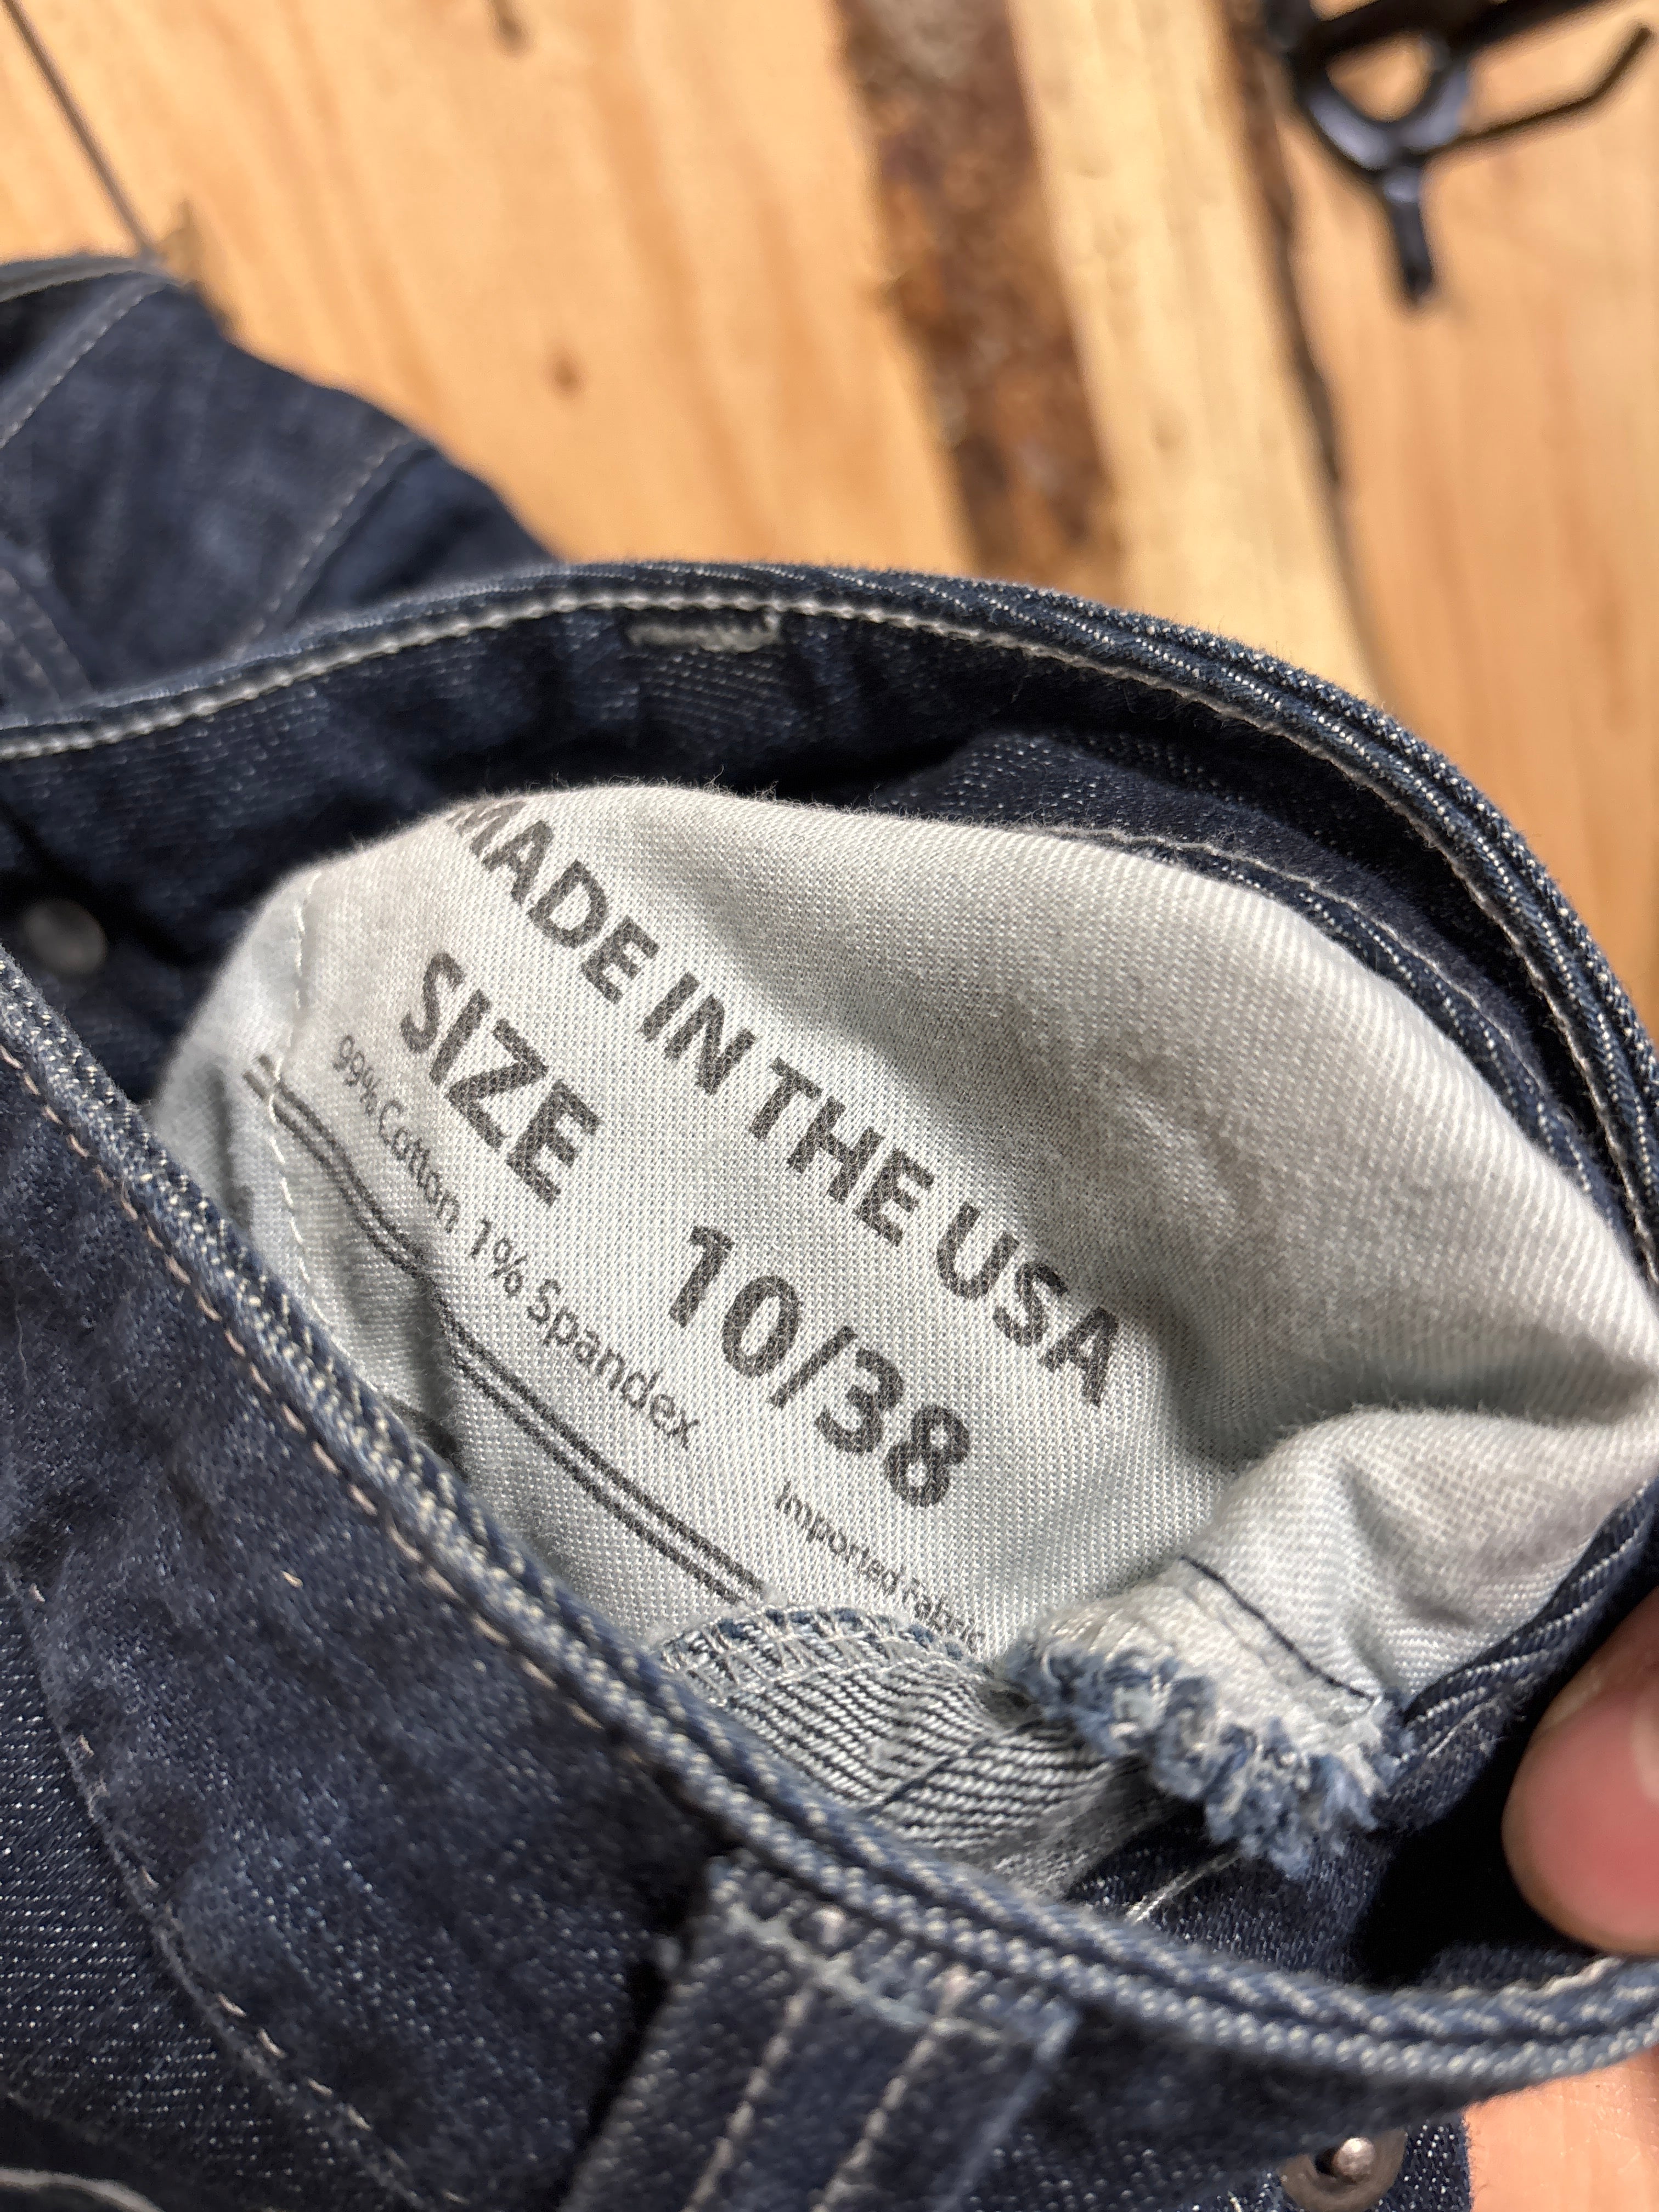 MADE IN THE USA
SIZE 10/38
99% Cotton 1% Spandex
Imported Fabric